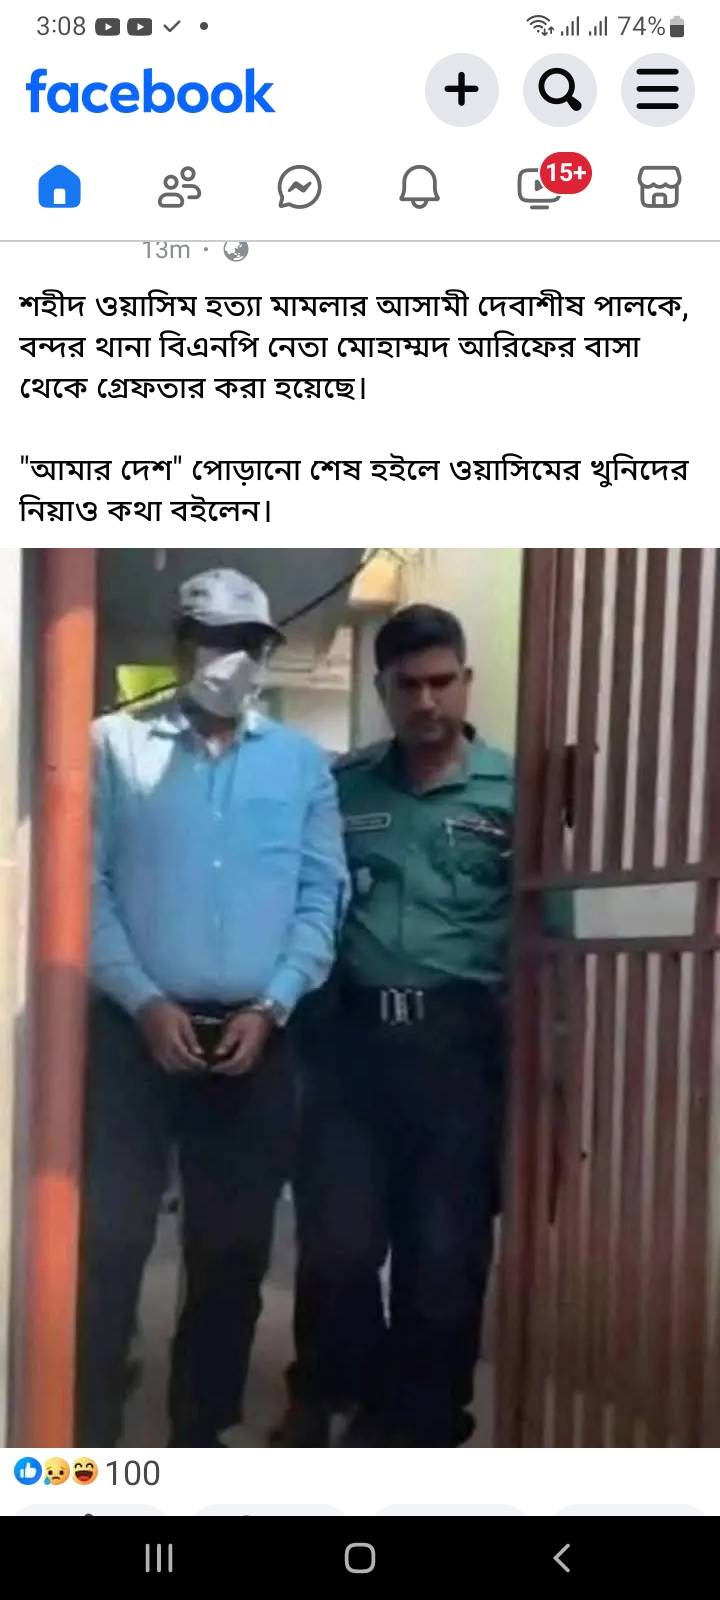 3:08 74%
facebook
15+
13m ·
শহীদ ওয়াসিম হত্যা মামলার আসামী দেবাশীষ পালকে,
বন্দর থানা বিএনপি নেতা মোহাম্মদ আরিফের বাসা
থেকে গ্রেফতার করা হয়েছে।
"আমার দেশ" পোড়ানো শেষ হইলে ওয়াসিমের খুনিদের
নিয়াও কথা বইলেন।
100